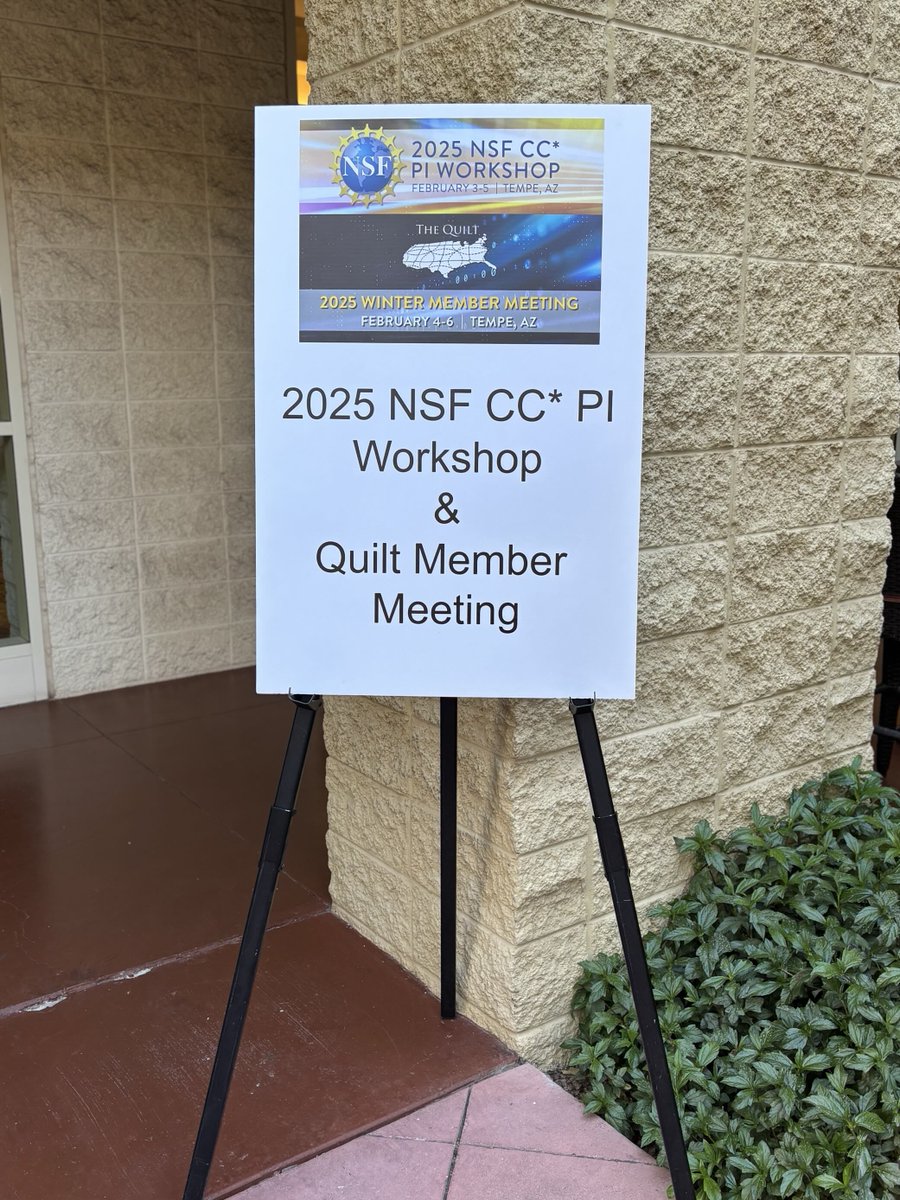 NSF
2025 NSF CC*
PI WORKSHOP
FEBRUARY 3-5 | TEMPE, AZ
THE QUILT
2025 WINTER MEMBER MEETING
FEBRUARY 4-6 | TEMPE, AZ
2025 NSF CC* PI
Workshop
&
Quilt Member
Meeting